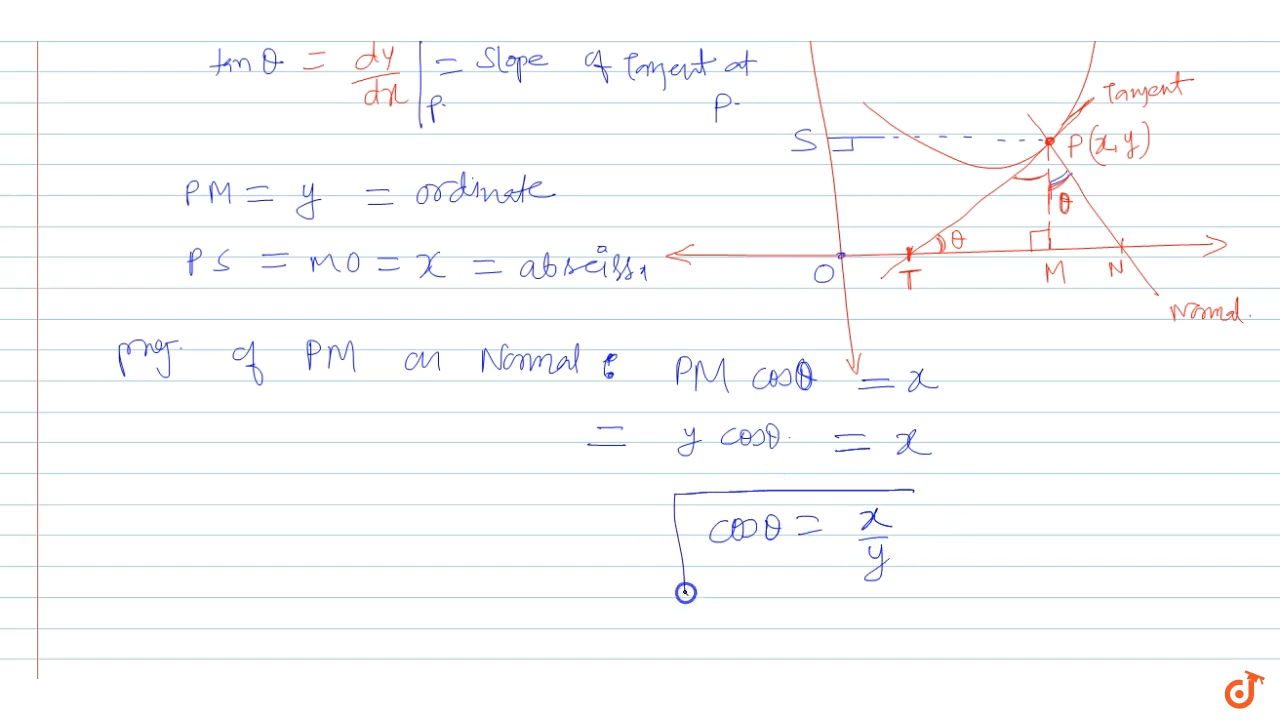 tan θ = dy/dx |P = Slope of Tangent at P.
PM = y = ordinate
PS = MO = x = abscissa
proj. of PM on Normal : PM cosθ = x
= y cosθ. = x
cosθ = x/y
Tangent
S
P(x,y)
θ
θ
O
T
M
N
Normal.